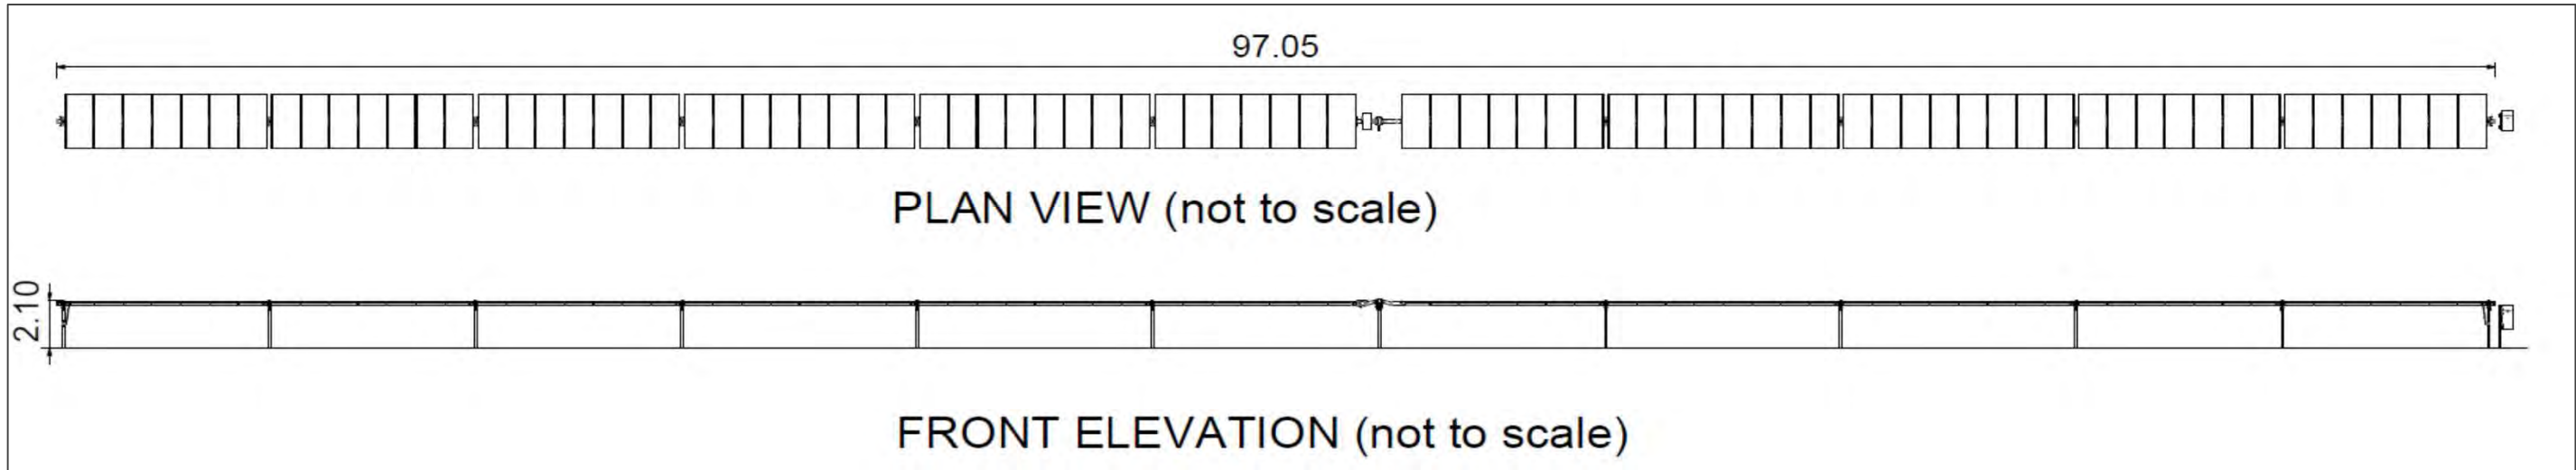 97.05
PLAN VIEW (not to scale)
2.10
FRONT ELEVATION (not to scale)